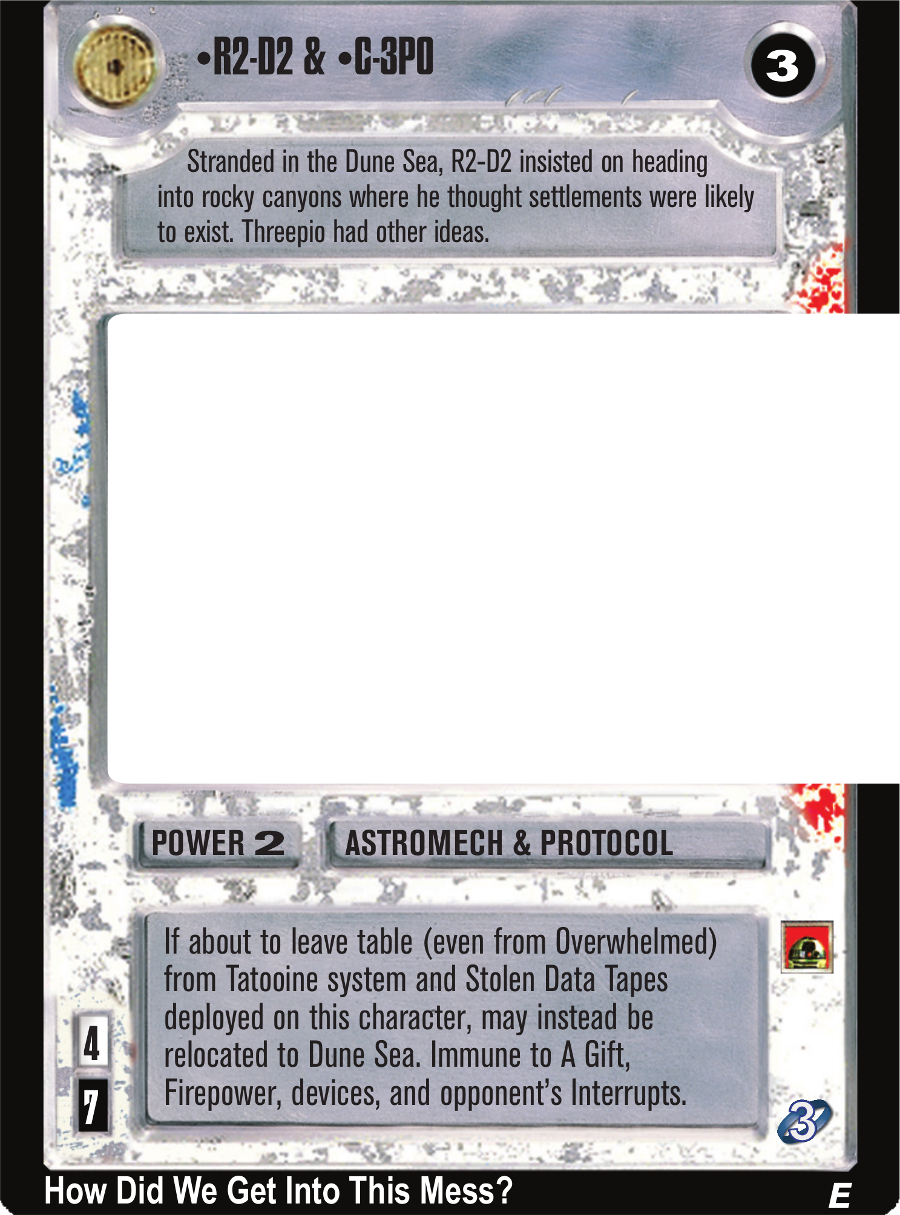 •R2-D2 & •C-3PO
3
Stranded in the Dune Sea, R2-D2 insisted on heading
into rocky canyons where he thought settlements were likely
to exist. Threepio had other ideas.
POWER 2
ASTROMECH & PROTOCOL
If about to leave table (even from Overwhelmed)
from Tatooine system and Stolen Data Tapes
deployed on this character, may instead be
relocated to Dune Sea. Immune to A Gift,
Firepower, devices, and opponent's Interrupts.
4
7
3
How Did We Get Into This Mess?
E